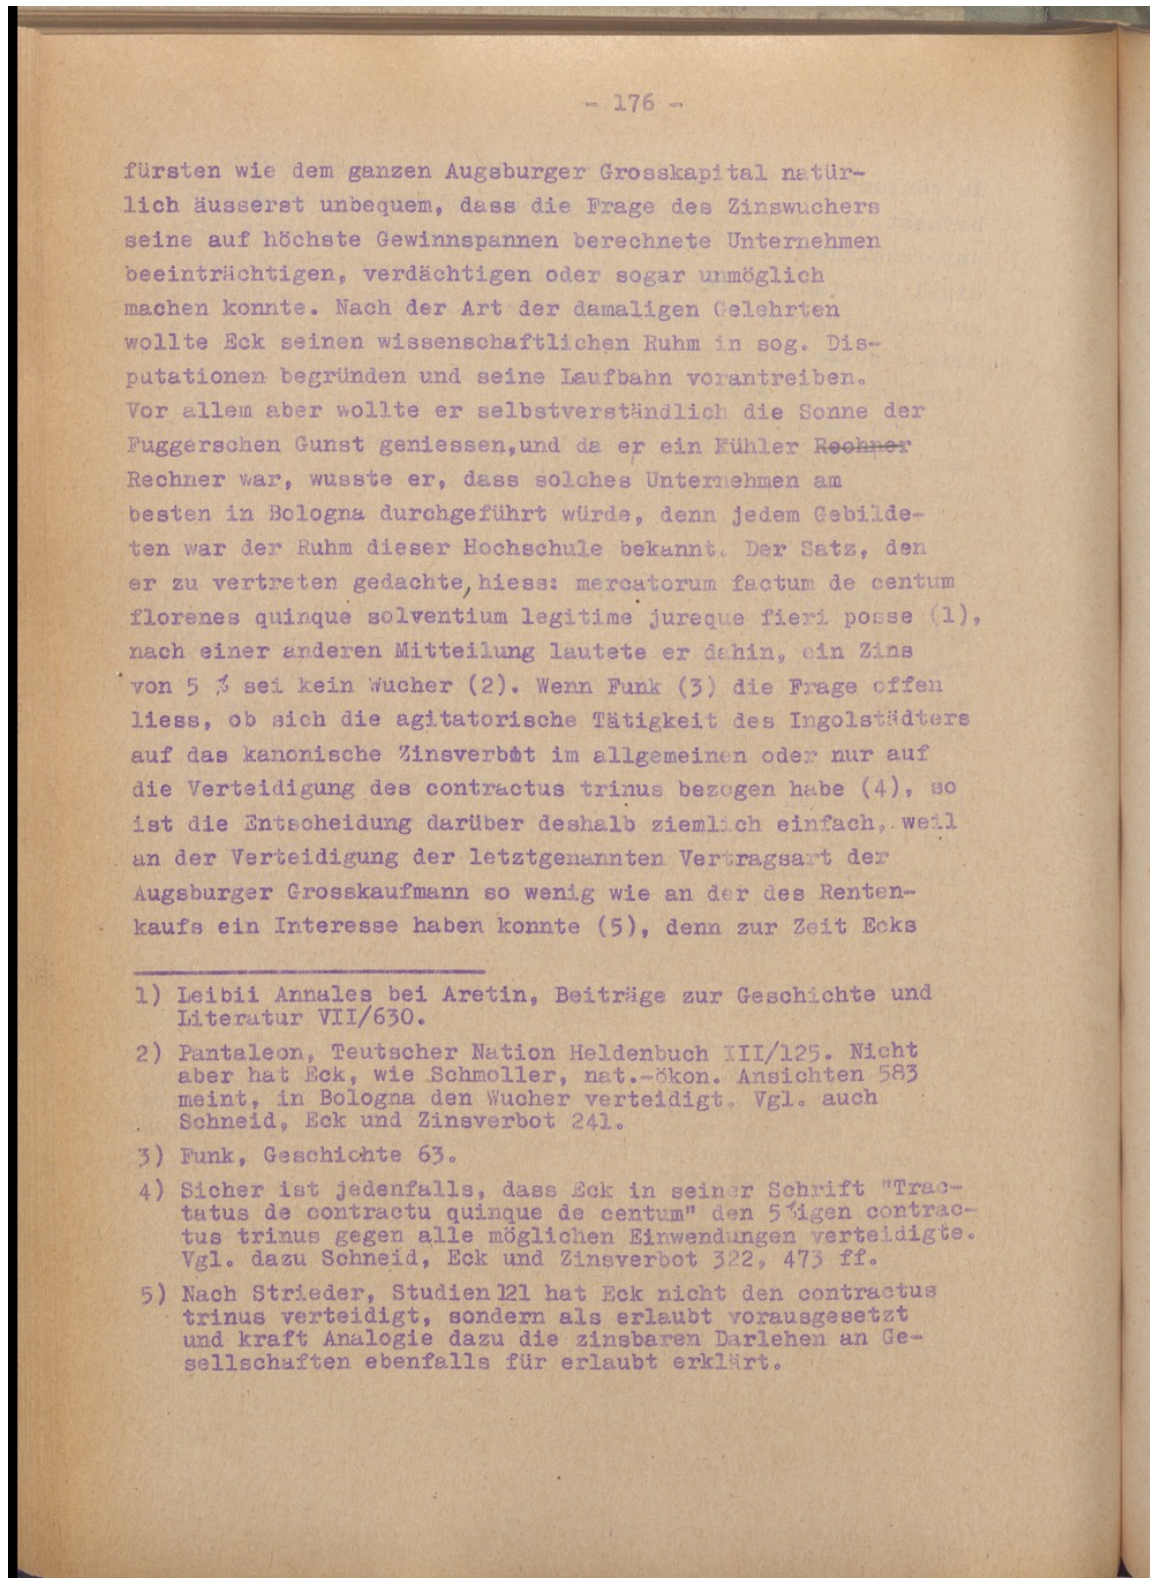 - 176 -
fürsten wie dem ganzen Augsburger Grosskapital natür-
lich äusserst unbequem, dass die Frage des Zinswuchers
seine auf höchste Gewinnspannen berechnete Unternehmen
beeinträchtigen, verdächtigen oder sogar unmöglich
machen konnte. Nach der Art der damaligen Gelehrten
wollte Eck seinen wissenschaftlichen Ruhm in sog. Dis-
putationen begründen und seine Laufbahn vorantreiben.
Vor allem aber wollte er selbstverständlich die Sonne der
Fuggerschen Gunst geniessen,und da er ein Kühler Rechner
Rechner war, wusste er, dass solches Unternehmen am
besten in Bologna durchgeführt würde, denn jedem Gebilde-
ten war der Ruhm dieser Hochschule bekannt. Der Satz, den
er zu vertreten gedachte, hiess: mercatorum factum de centum
florenes quinque solventium legitime jureque fieri posse (1),
nach einer anderen Mitteilung lautete er dahin, ein Zins
von 5 % sei kein Wucher (2). Wenn Funk (3) die Frage offen
liess, ob sich die agitatorische Tätigkeit des Ingolstädters
auf das kanonische Zinsverbot im allgemeinen oder nur auf
die Verteidigung des contractus trinus bezogen habe (4), so
ist die Entscheidung darüber deshalb ziemlich einfach, weil
an der Verteidigung der letztgenannten Vertragsart der
Augsburger Grosskaufmann so wenig wie an der des Renten-
kaufs ein Interesse haben konnte (5), denn zur Zeit Ecks
1) Leibii Annales bei Aretin, Beiträge zur Geschichte und
Literatur VII/630.
2) Pantaleon, Teutscher Nation Heldenbuch III/125. Nicht
aber hat Eck, wie Schmoller, nat.-ökon. Ansichten 583
meint, in Bologna den Wucher verteidigt. Vgl. auch
Schneid, Eck und Zinsverbot 241.
3) Funk, Geschichte 63.
4) Sicher ist jedenfalls, dass Eck in seiner Schrift "Trac-
tatus de contractu quinque de centum" den 5%igen contrac-
tus trinus gegen alle möglichen Einwendungen verteidigte.
Vgl. dazu Schneid, Eck und Zinsverbot 322, 473 ff.
5) Nach Strieder, Studien 121 hat Eck nicht den contractus
trinus verteidigt, sondern als erlaubt vorausgesetzt
und kraft Analogie dazu die zinsbaren Darlehen an Ge-
sellschaften ebenfalls für erlaubt erklärt.